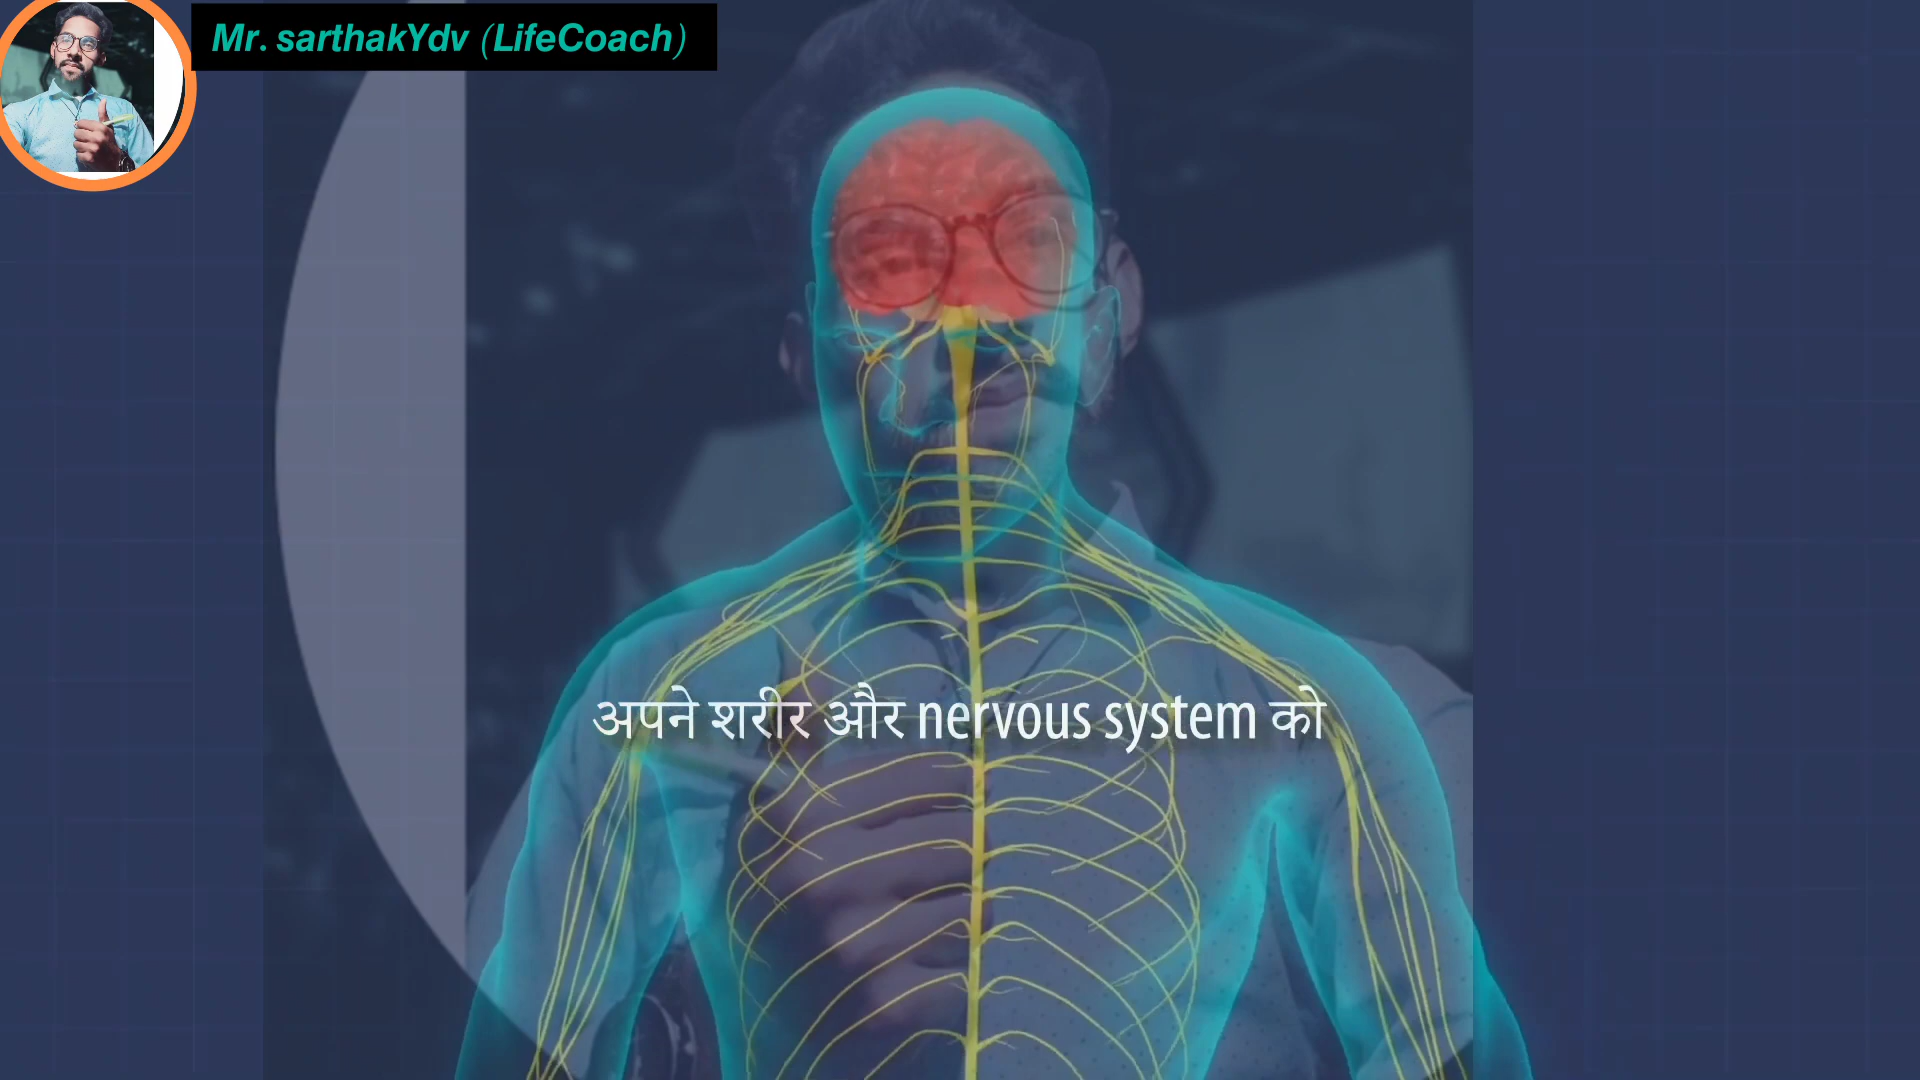 Mr. sarthakYdv (LifeCoach)
अपने शरीर और nervous system को